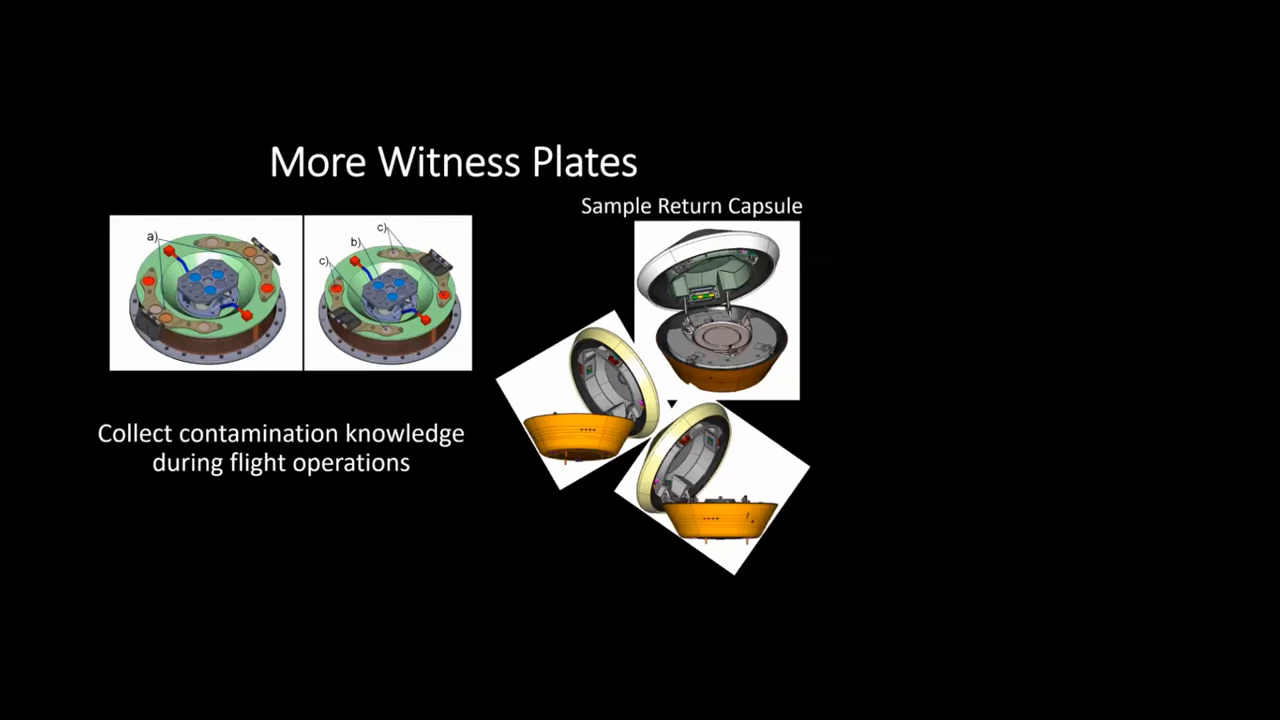 More Witness Plates
Sample Return Capsule
a)
b)
c)
c)
Collect contamination knowledge
during flight operations